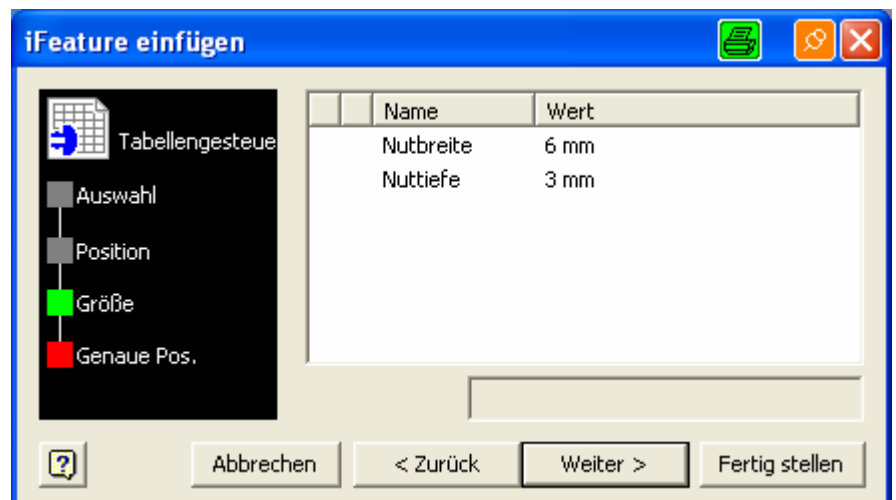 iFeature einfügen
Tabellengesteue
Auswahl
Position
Größe
Genaue Pos.
Name Wert
Nutbreite 6 mm
Nuttiefe 3 mm
? Abbrechen < Zurück Weiter > Fertig stellen